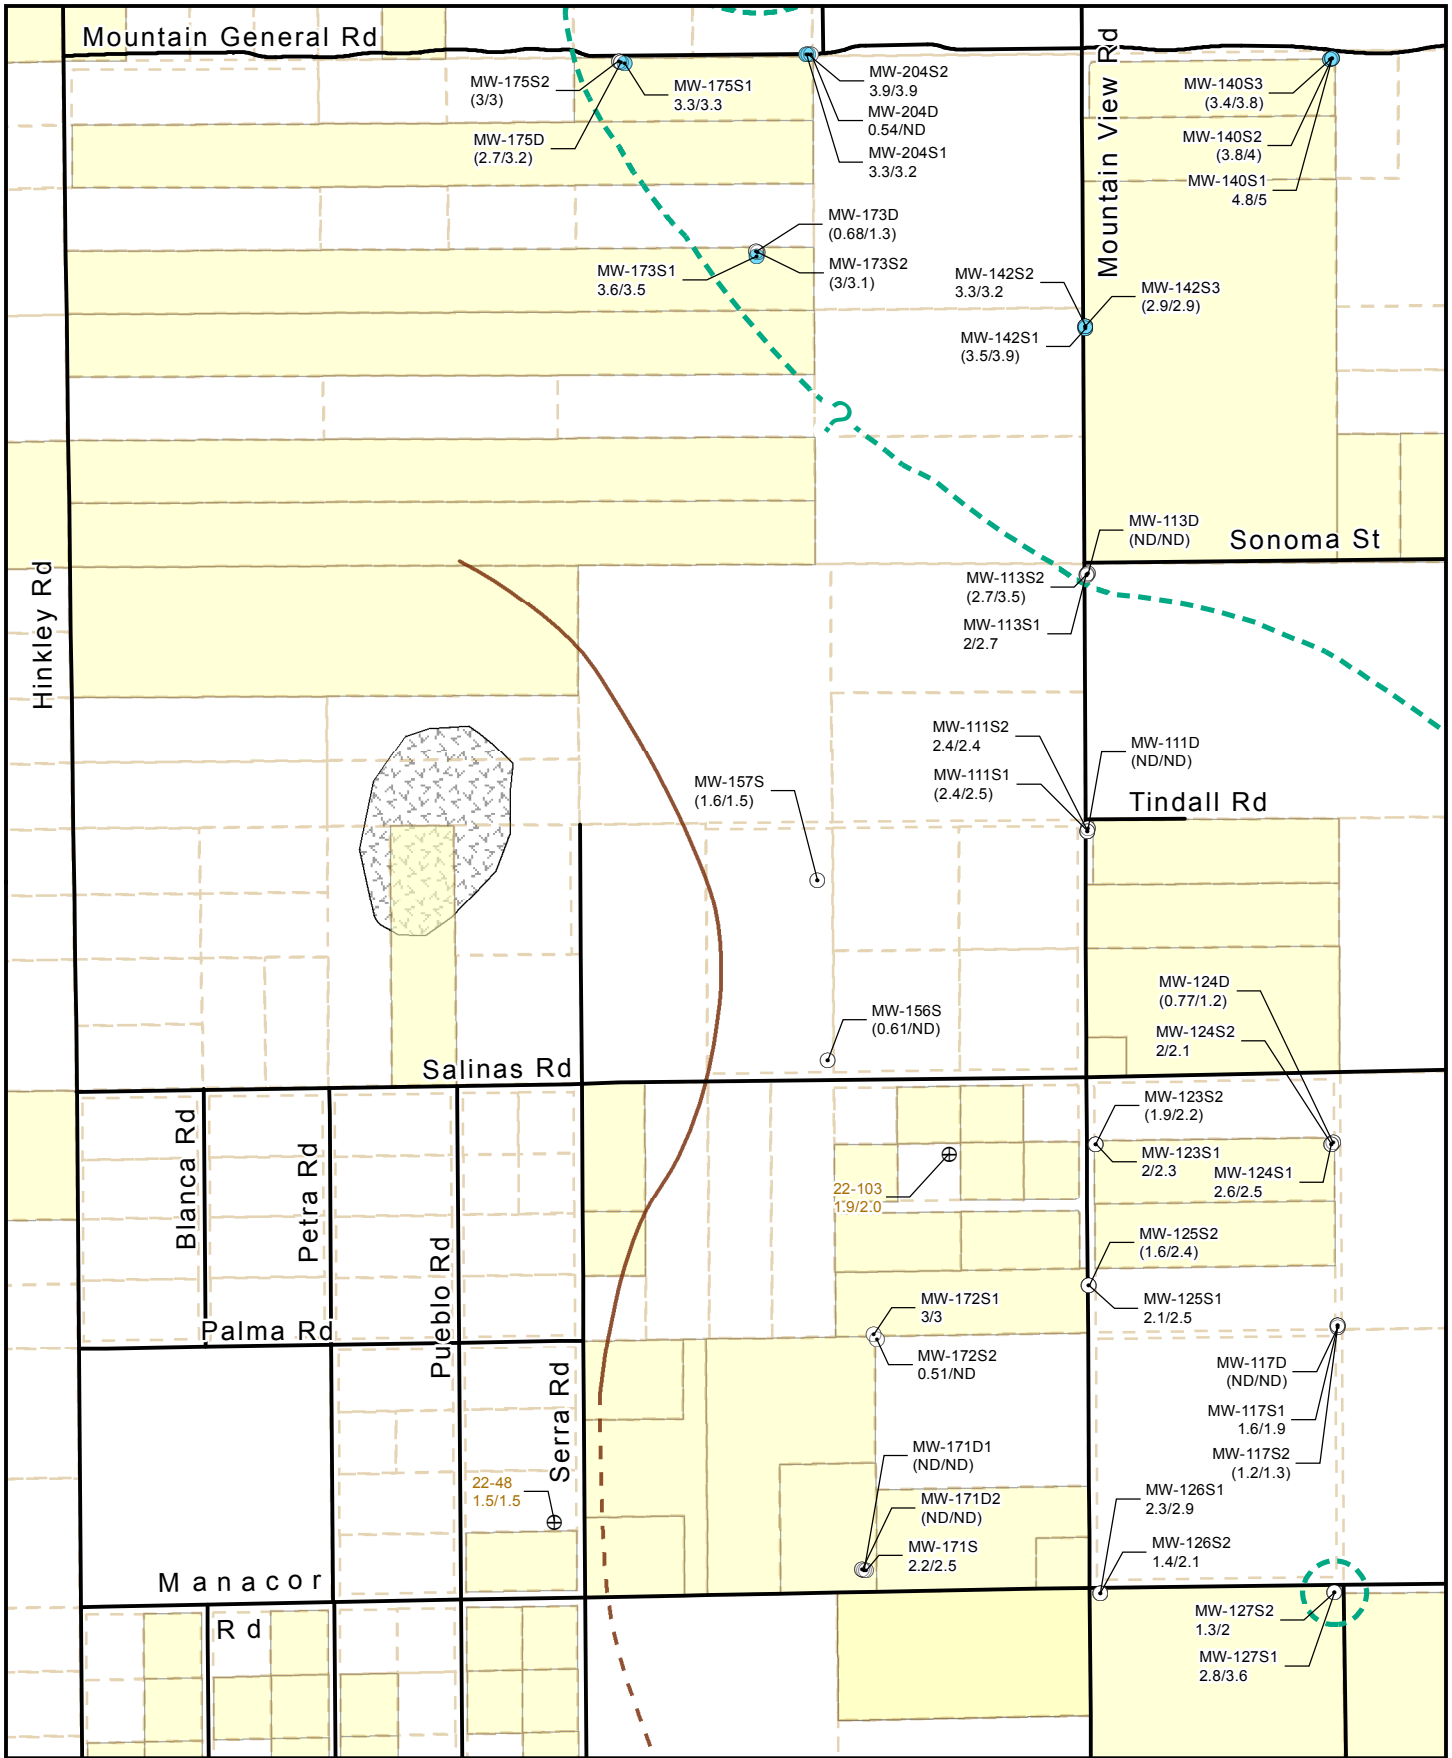 Mountain General Rd
MW-175S2
(3/3)
MW-175S1
3.3/3.3
MW-175D
(2.7/3.2)
MW-204S2
3.9/3.9
MW-204D
0.54/ND
MW-204S1
3.3/3.2
Mountain View Rd
MW-140S3
(3.4/3.8)
MW-140S2
(3.8/4)
MW-140S1
4.8/5
MW-173D
(0.68/1.3)
MW-173S1
3.6/3.5
MW-173S2
(3/3.1)
MW-142S2
3.3/3.2
MW-142S3
(2.9/2.9)
MW-142S1
(3.5/3.9)
?
MW-113D
(ND/ND)
Sonoma St
MW-113S2
(2.7/3.5)
MW-113S1
2/2.7
Hinkley Rd
MW-111S2
2.4/2.4
MW-111D
(ND/ND)
MW-111S1
(2.4/2.5)
MW-157S
(1.6/1.5)
Tindall Rd
MW-124D
(0.77/1.2)
MW-156S
(0.61/ND)
MW-124S2
2/2.1
Salinas Rd
MW-123S2
(1.9/2.2)
MW-123S1
2/2.3
MW-124S1
2.6/2.5
Blanca Rd
Petra Rd
Pueblo Rd
22-103
1.9/2.0
MW-125S2
(1.6/2.4)
MW-125S1
2.1/2.5
MW-172S1
3/3
Palma Rd
MW-172S2
0.51/ND
MW-117D
(ND/ND)
MW-117S1
1.6/1.9
MW-117S2
(1.2/1.3)
Serra Rd
MW-171D1
(ND/ND)
22-48
1.5/1.5
MW-171D2
(ND/ND)
MW-126S1
2.3/2.9
MW-171S
2.2/2.5
MW-126S2
1.4/2.1
Manacor
Rd
MW-127S2
1.3/2
MW-127S1
2.8/3.6